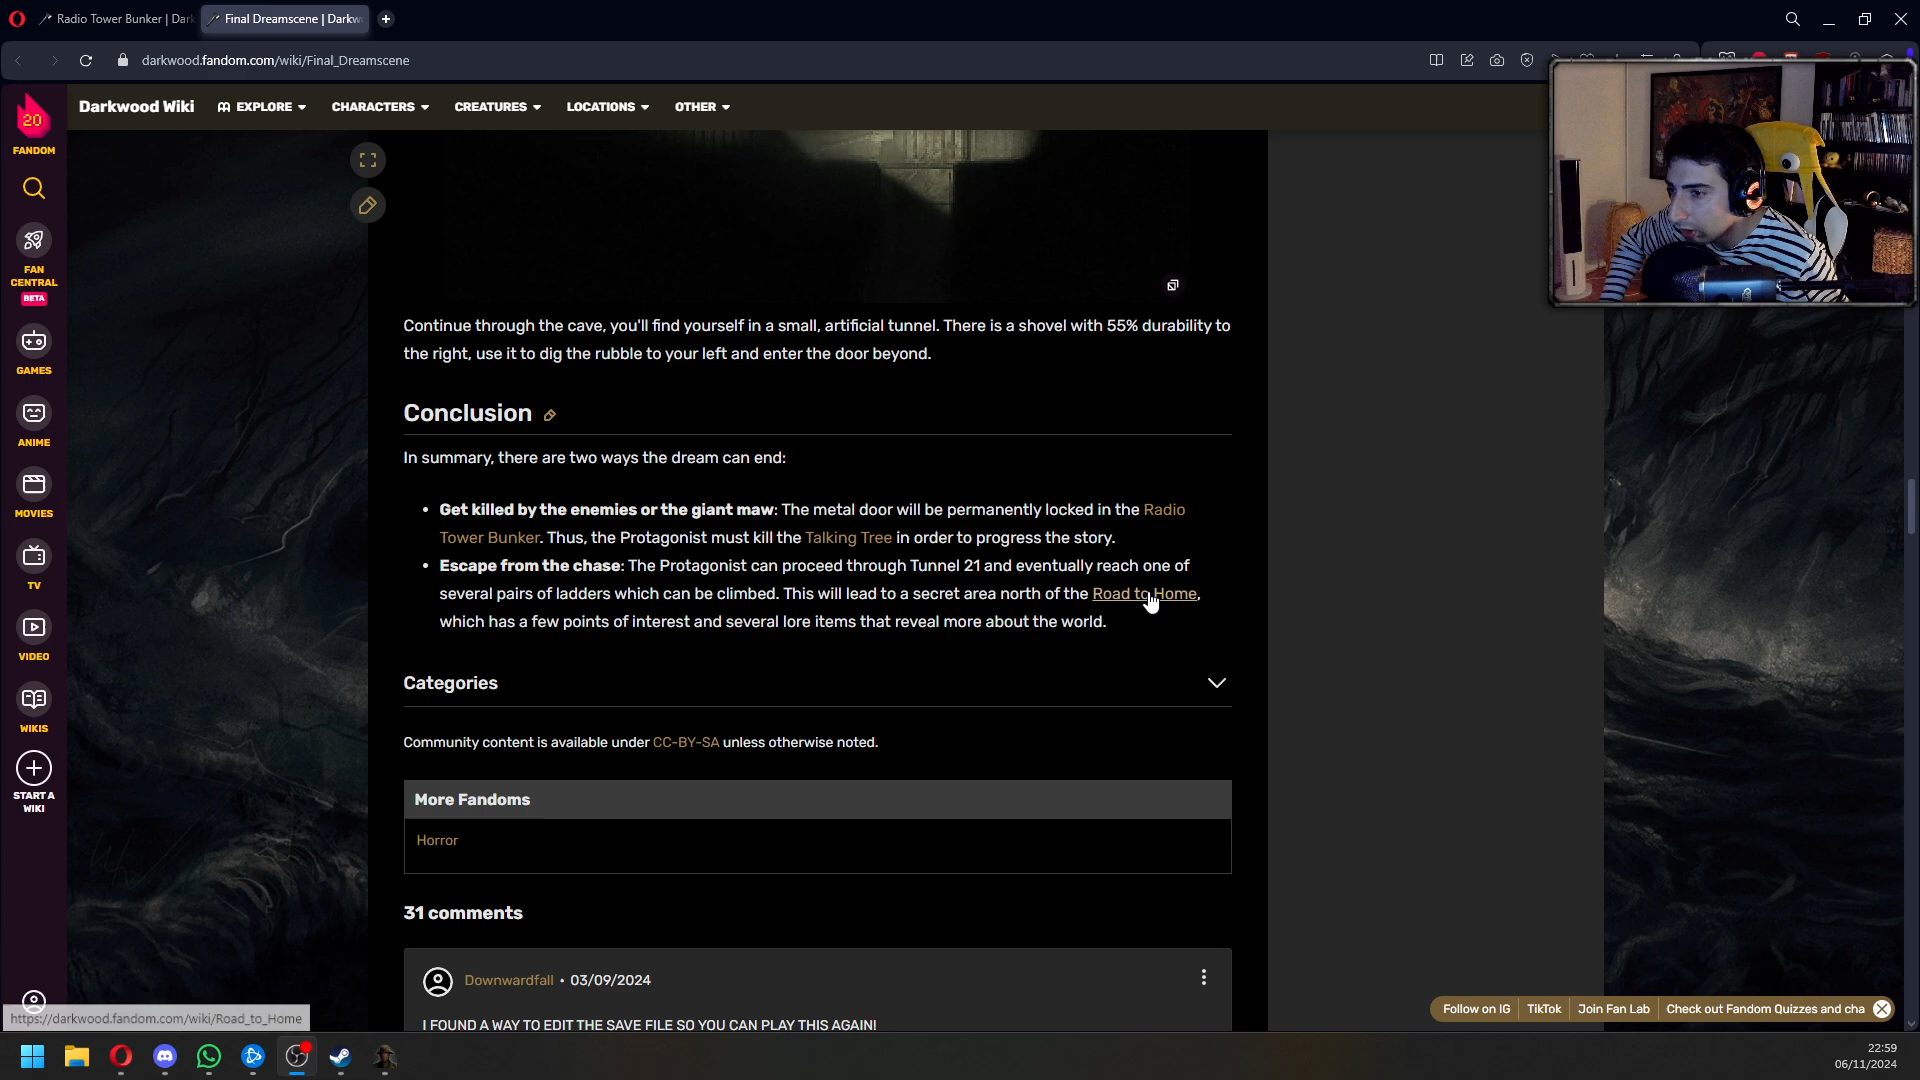 Radio Tower Bunker | Dark
Final Dreamscene | Darkw
darkwood.fandom.com/wiki/Final_Dreamscene
20
FANDOM
FAN
CENTRAL
BETA
GAMES
ANIME
MOVIES
TV
VIDEO
WIKIS
START A
WIKI
Darkwood Wiki
EXPLORE
CHARACTERS
CREATURES
LOCATIONS
OTHER
Continue through the cave, you'll find yourself in a small, artificial tunnel. There is a shovel with 55% durability to
the right, use it to dig the rubble to your left and enter the door beyond.
Conclusion
In summary, there are two ways the dream can end:
• Get killed by the enemies or the giant maw: The metal door will be permanently locked in the Radio
Tower Bunker. Thus, the Protagonist must kill the Talking Tree in order to progress the story.
• Escape from the chase: The Protagonist can proceed through Tunnel 21 and eventually reach one of
several pairs of ladders which can be climbed. This will lead to a secret area north of the Road to Home,
which has a few points of interest and several lore items that reveal more about the world.
Categories
Community content is available under CC-BY-SA unless otherwise noted.
More Fandoms
Horror
31 comments
Downwardfall • 03/09/2024
I FOUND A WAY TO EDIT THE SAVE FILE SO YOU CAN PLAY THIS AGAIN!
https://darkwood.fandom.com/wiki/Road_to_Home
Follow on IG
TikTok
Join Fan Lab
Check out Fandom Quizzes and cha
22:59
06/11/2024